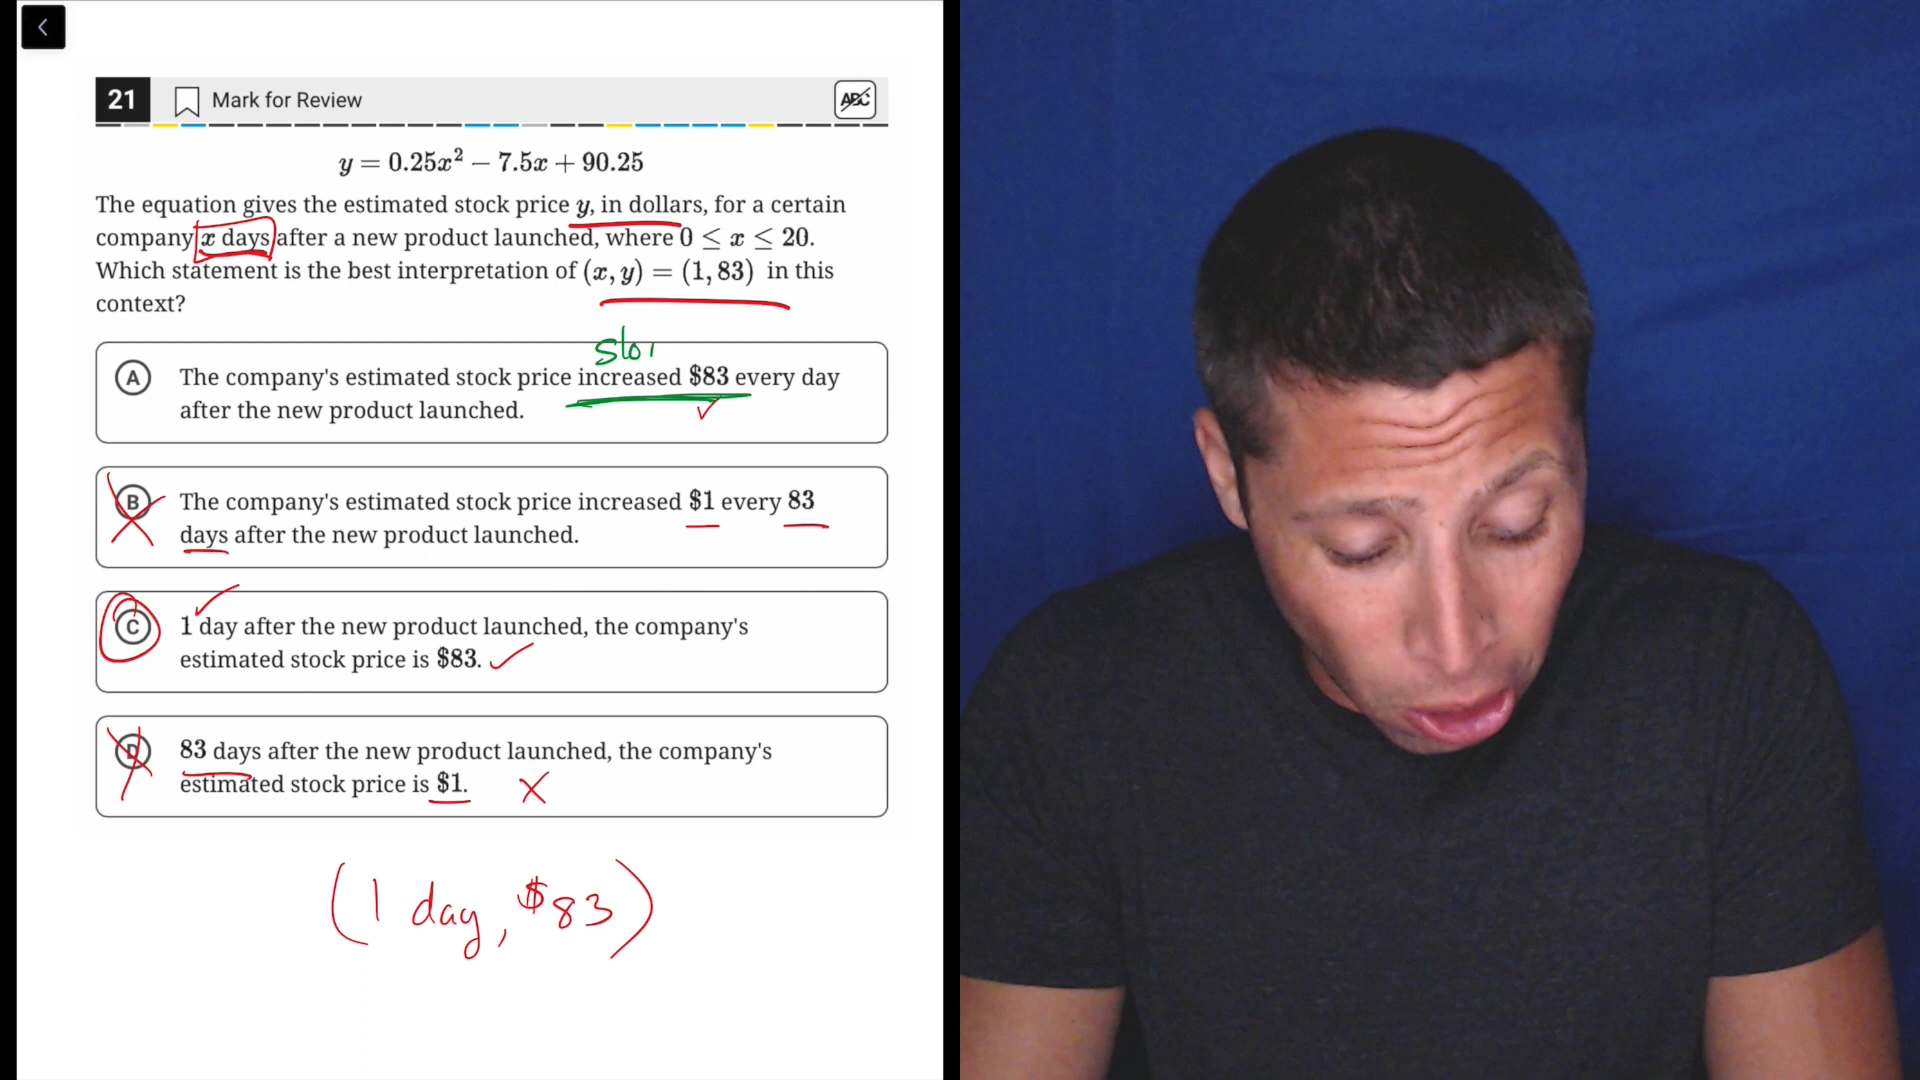 21 Mark for Review ABC
y = 0.25x² − 7.5x + 90.25
The equation gives the estimated stock price y, in dollars, for a certain
company x days after a new product launched, where 0 ≤ x ≤ 20.
Which statement is the best interpretation of (x, y) = (1, 83) in this
context?
slo
A The company's estimated stock price increased $83 every day
after the new product launched.
B The company's estimated stock price increased $1 every 83
days after the new product launched.
C 1 day after the new product launched, the company's
estimated stock price is $83.
D 83 days after the new product launched, the company's
estimated stock price is $1.
(1 day, $83)